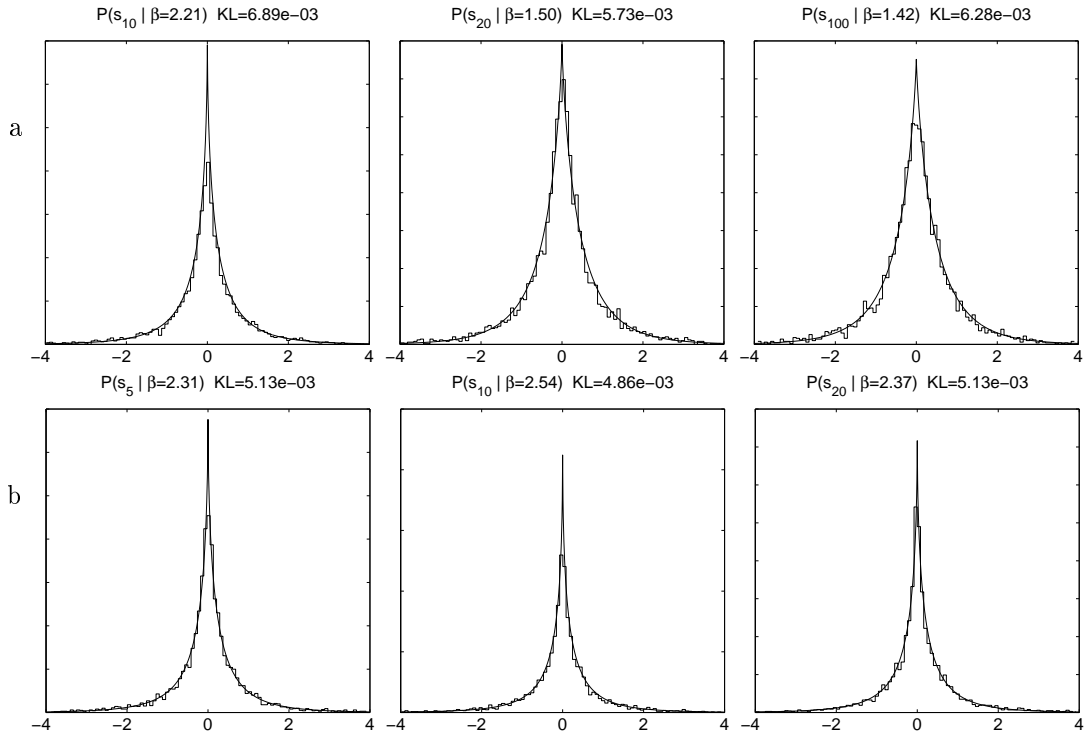 P(s10 | β=2.21) KL=6.89e−03
P(s20 | β=1.50) KL=5.73e−03
P(s100 | β=1.42) KL=6.28e−03
a
−4 −2 0 2 4
−4 −2 0 2 4
−4 −2 0 2 4
P(s5 | β=2.31) KL=5.13e−03
P(s10 | β=2.54) KL=4.86e−03
P(s20 | β=2.37) KL=5.13e−03
b
−4 −2 0 2 4
−4 −2 0 2 4
−4 −2 0 2 4